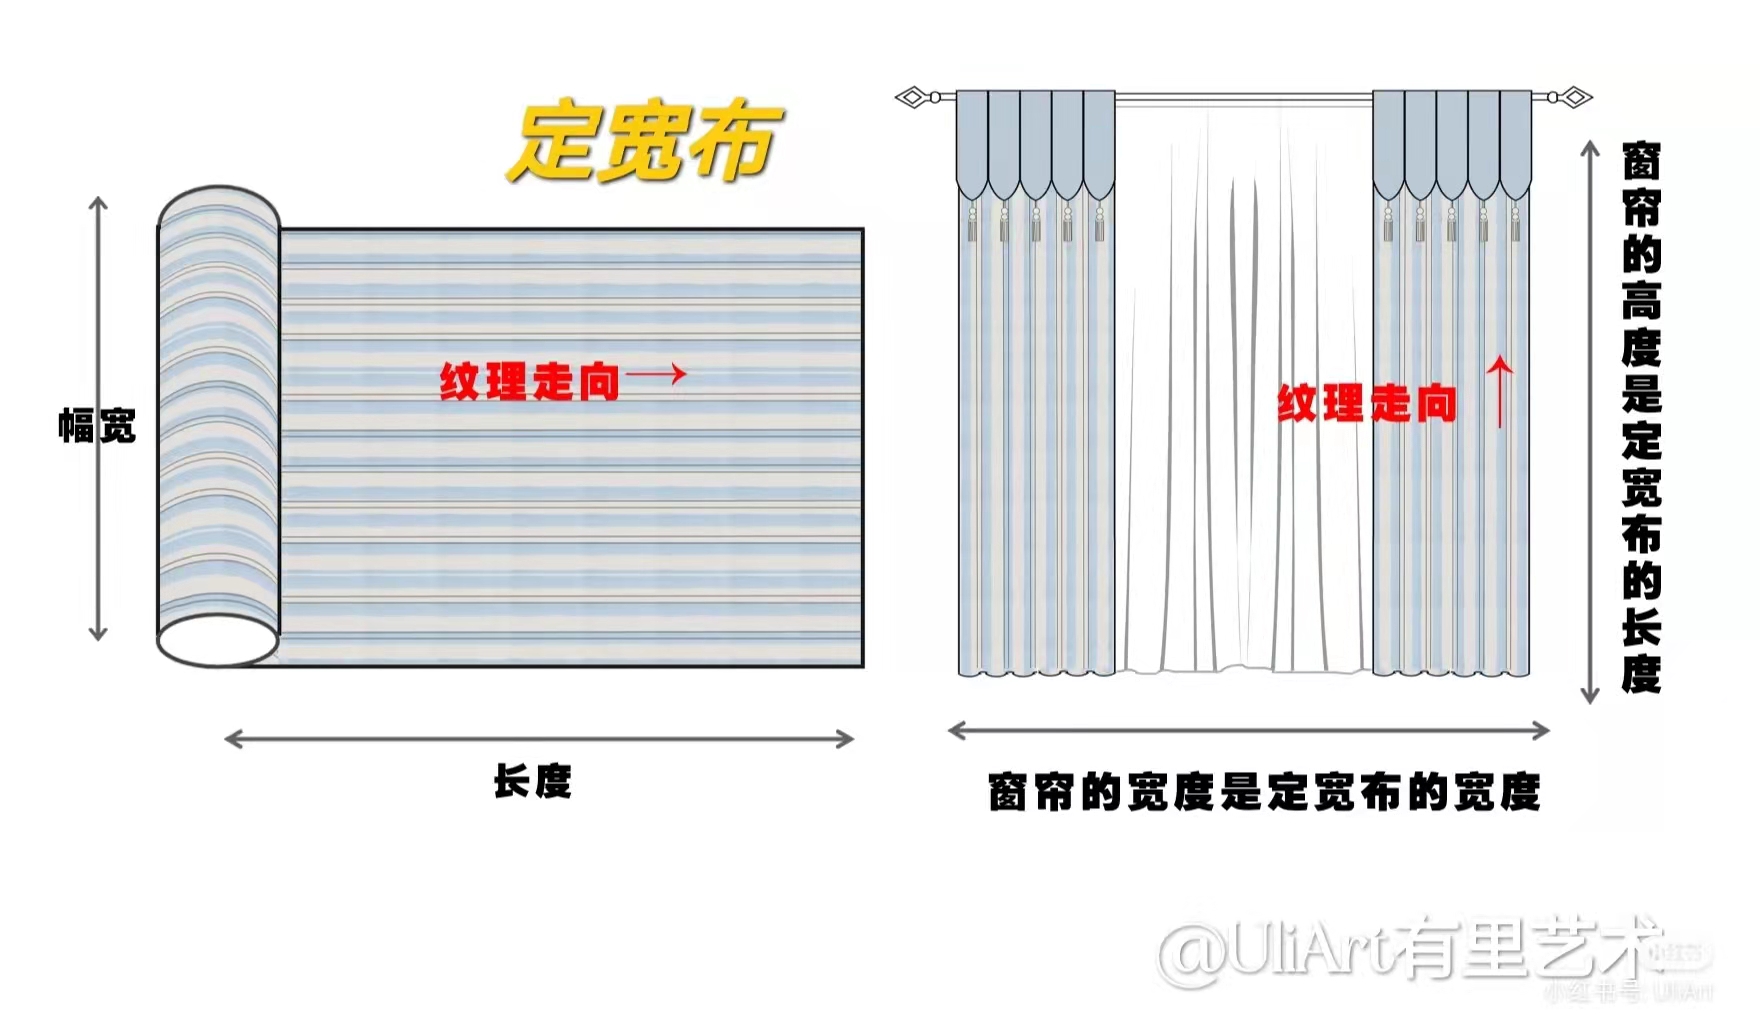 定宽布
幅宽
纹理走向
长度
纹理走向
窗帘的高度是定宽布的长度
窗帘的宽度是定宽布的宽度
@UliArt有里艺术
小红书
小红书号: UliArt